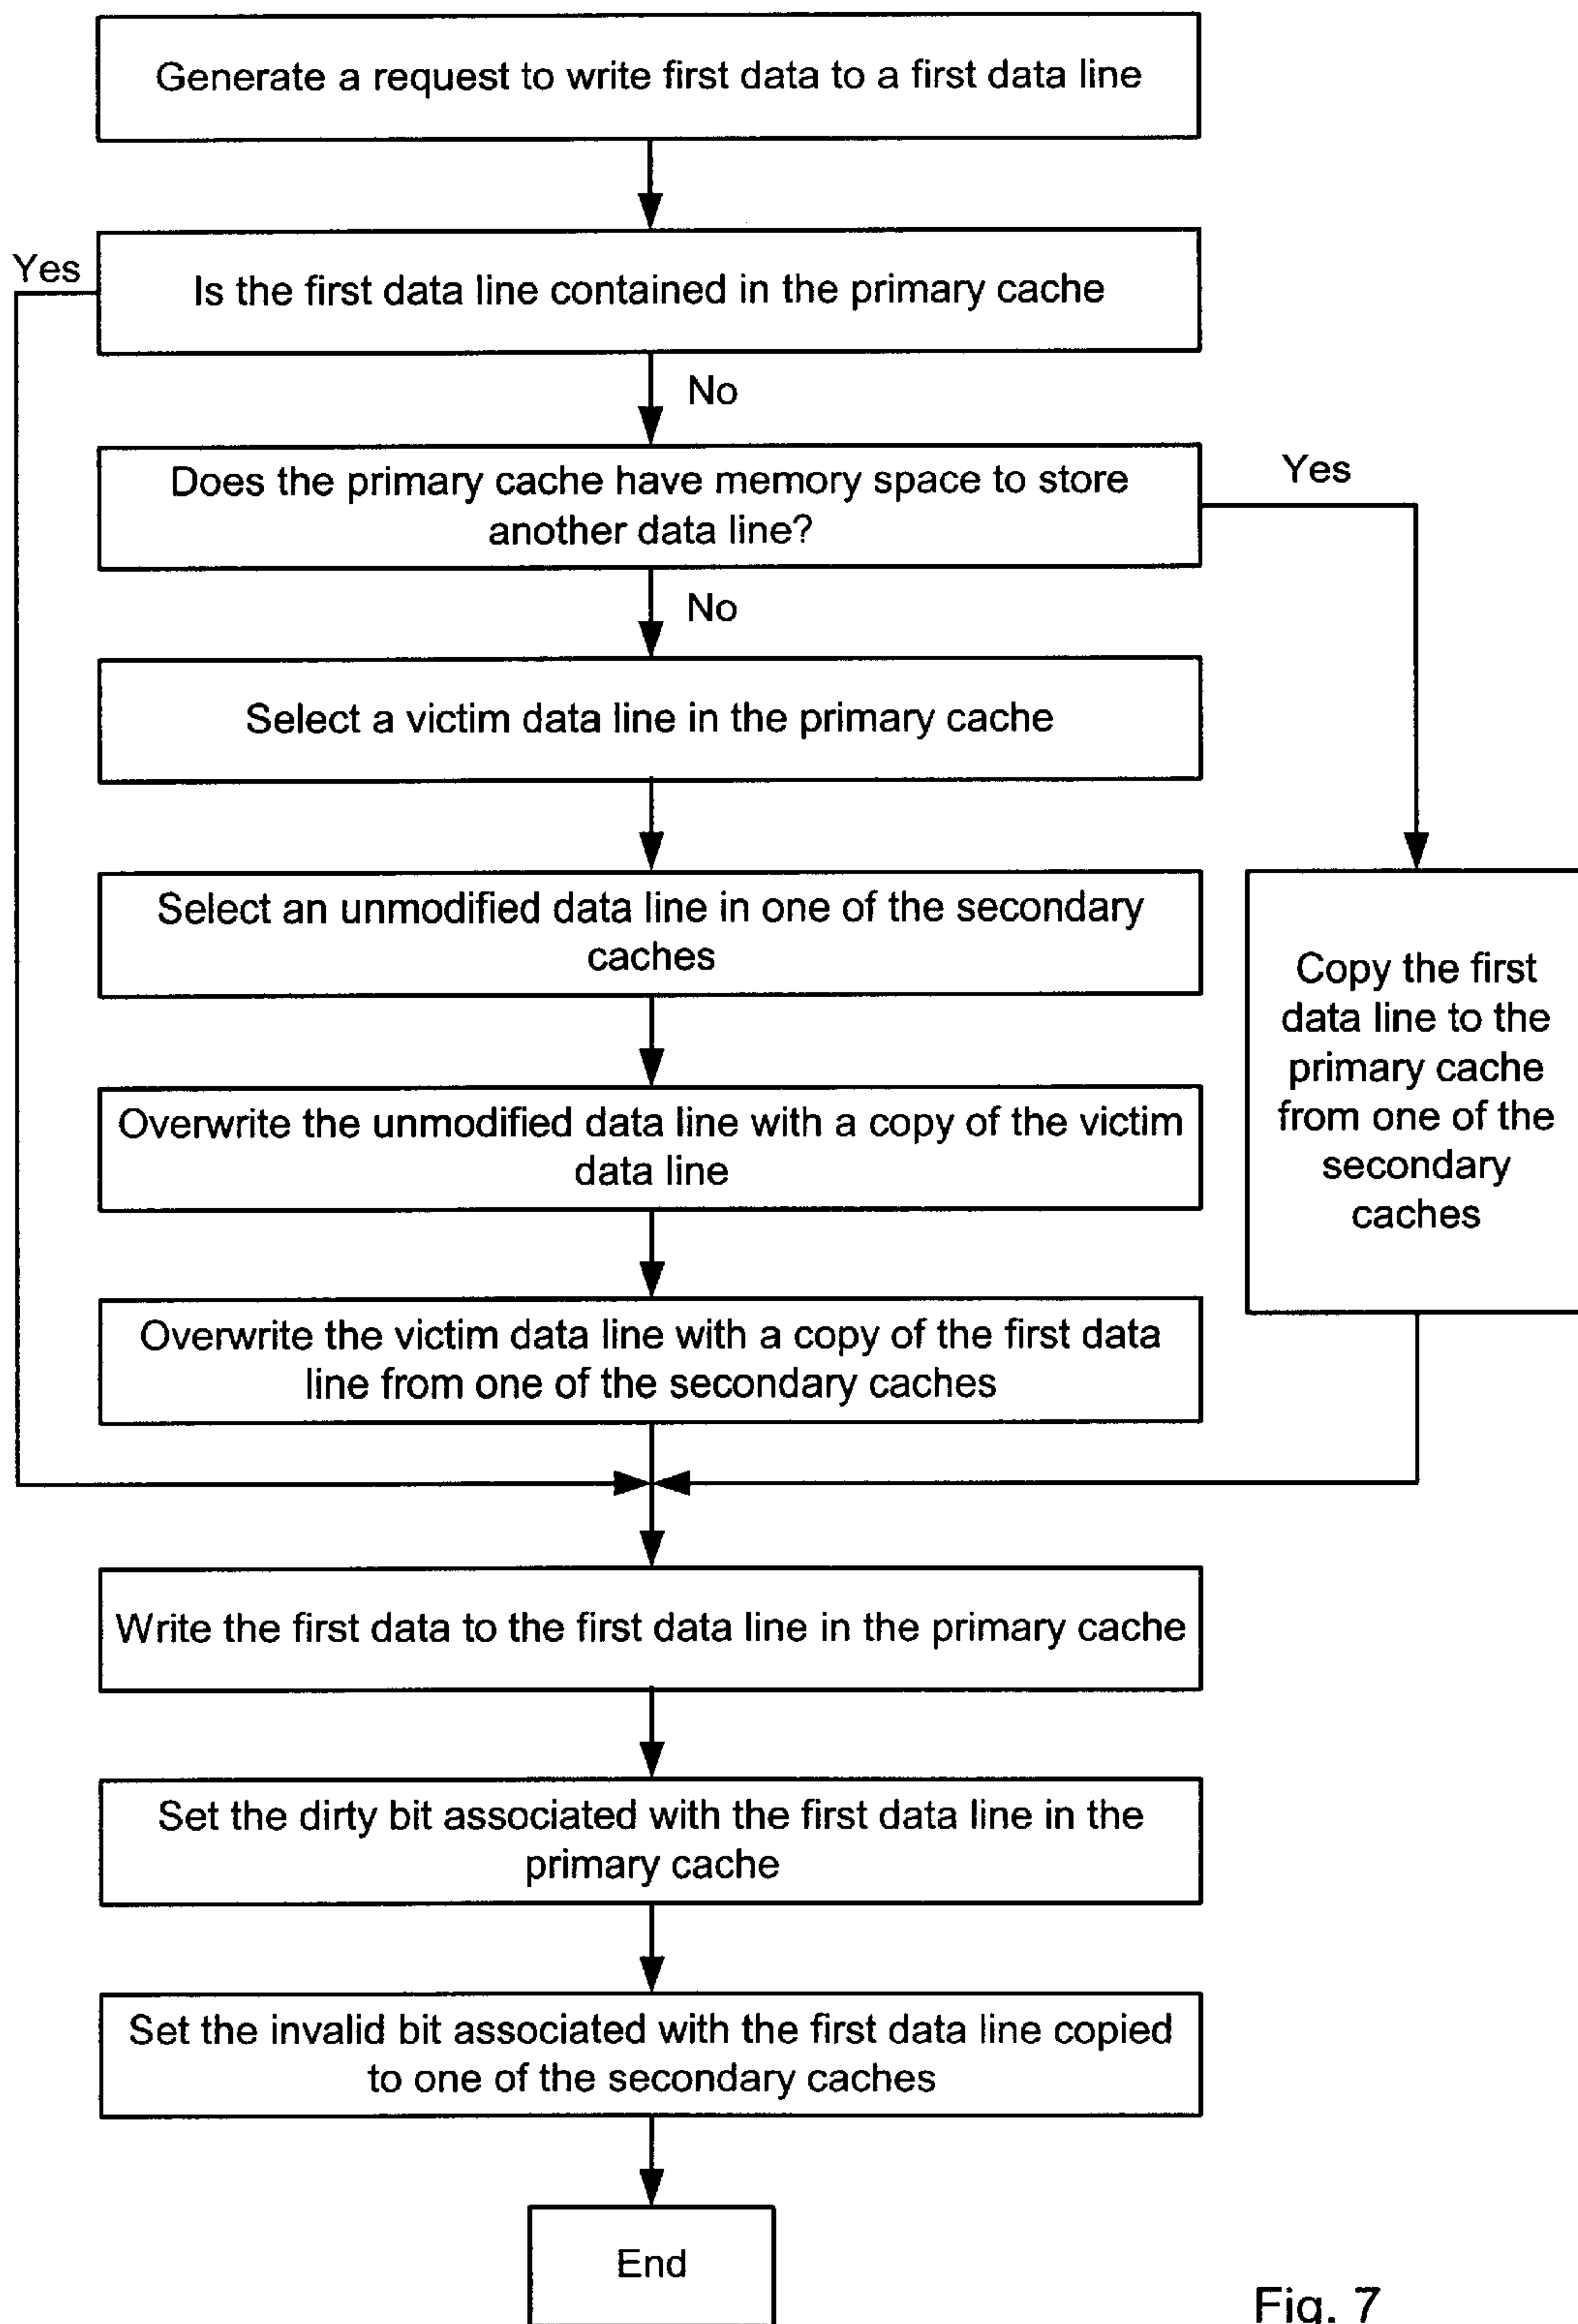 Generate a request to write first data to a first data line
Yes
Is the first data line contained in the primary cache
No
Does the primary cache have memory space to store
another data line?
Yes
No
Select a victim data line in the primary cache
Select an unmodified data line in one of the secondary
caches
Copy the first
data line to the
primary cache
from one of the
secondary
caches
Overwrite the unmodified data line with a copy of the victim
data line
Overwrite the victim data line with a copy of the first data
line from one of the secondary caches
Write the first data to the first data line in the primary cache
Set the dirty bit associated with the first data line in the
primary cache
Set the invalid bit associated with the first data line copied
to one of the secondary caches
End
Fig. 7